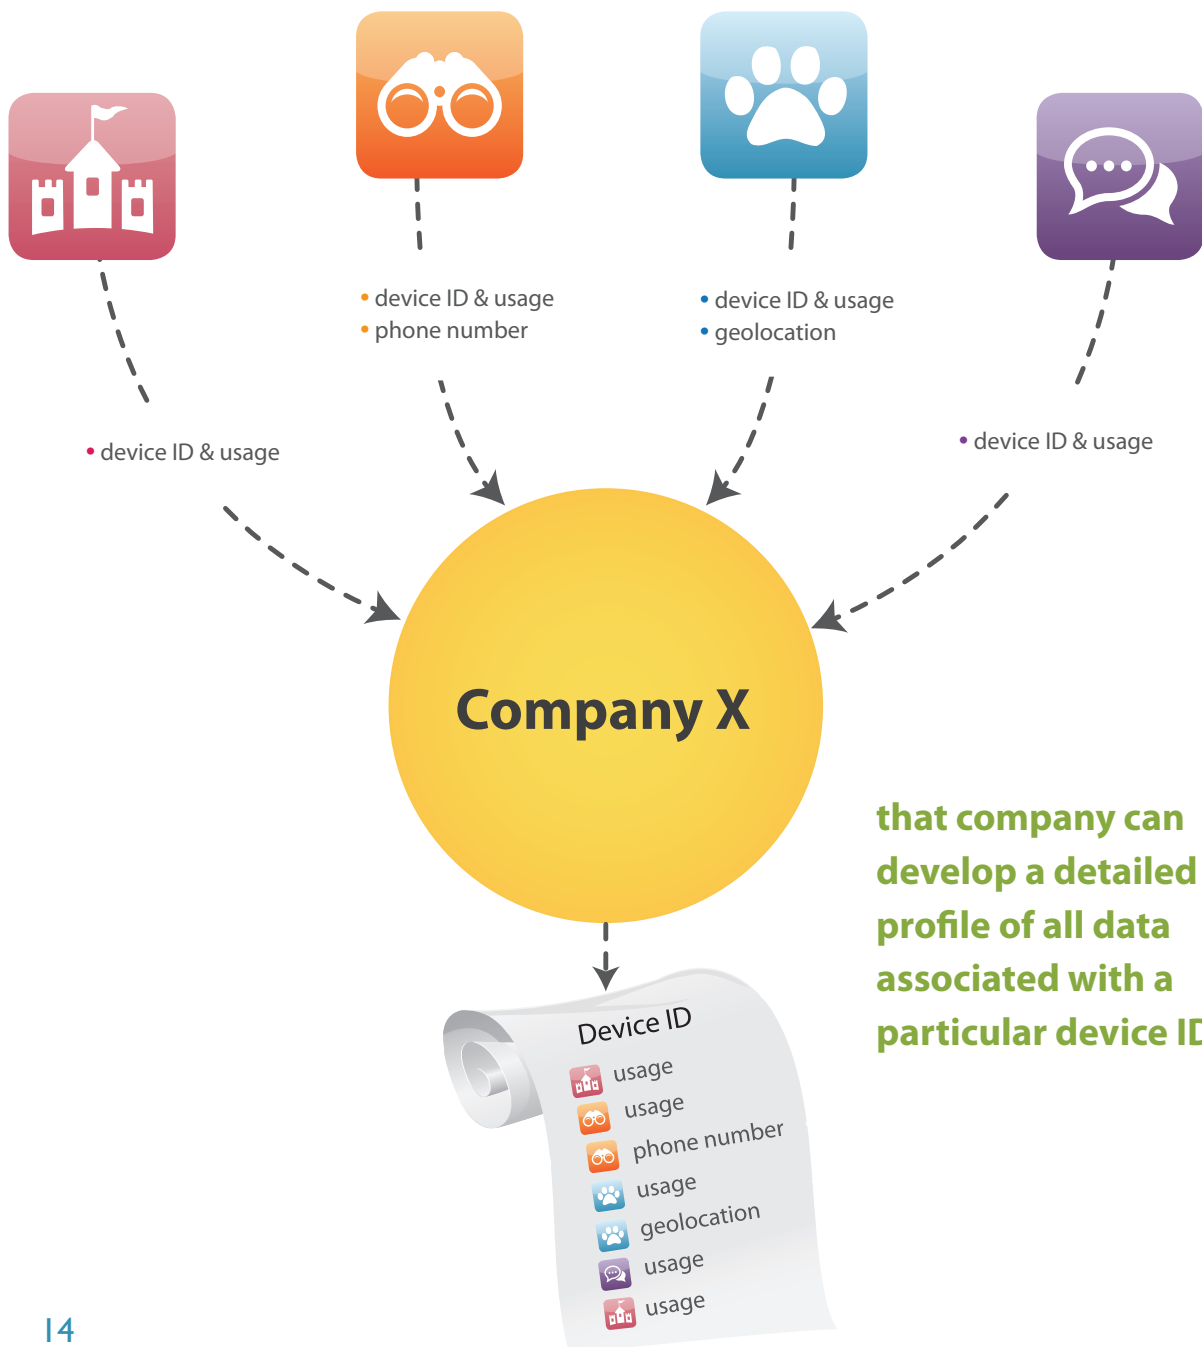 • device ID & usage
• phone number
• device ID & usage
• geolocation
• device ID & usage
• device ID & usage
Company X
that company can
develop a detailed
profile of all data
associated with a
particular device ID
Device ID
usage
usage
phone number
usage
geolocation
usage
usage
14